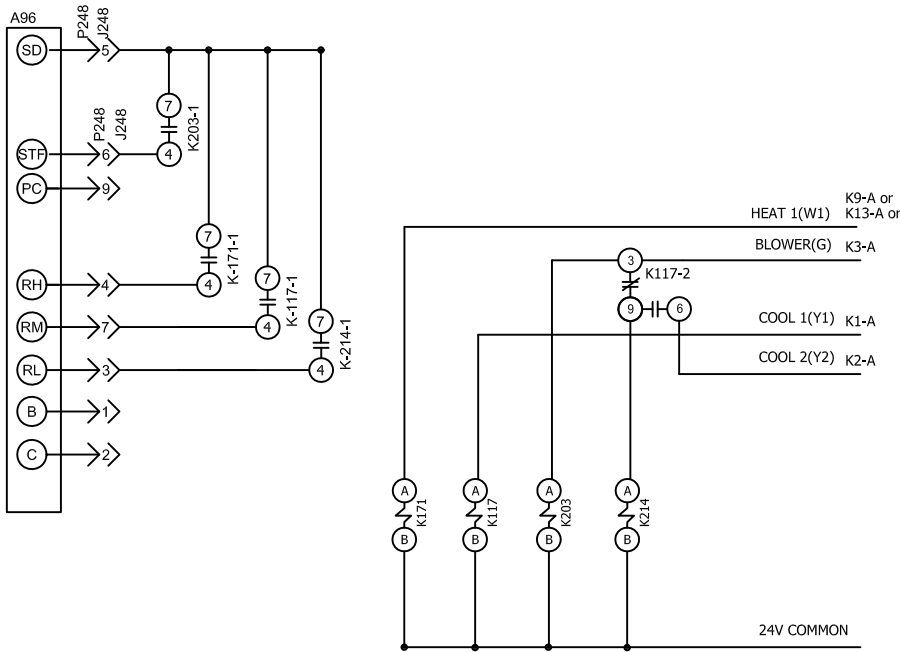 A96
P248
J248
SD
5
7
K203-1
P248
J248
STF
6
4
PC
9
K9-A or
HEAT 1(W1) K13-A or
BLOWER(G) K3-A
7
K-171-1
3
K117-2
RH
4
4
7
K-117-1
9
6
RM
7
4
7
K-214-1
COOL 1(Y1) K1-A
COOL 2(Y2) K2-A
RL
3
4
B
1
C
2
A
K171
B
A
K117
B
A
K203
B
A
K214
B
24V COMMON